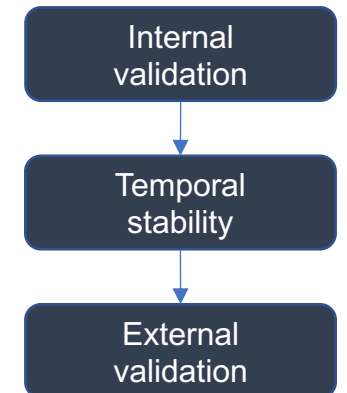 Internal
validation
Temporal
stability
External
validation